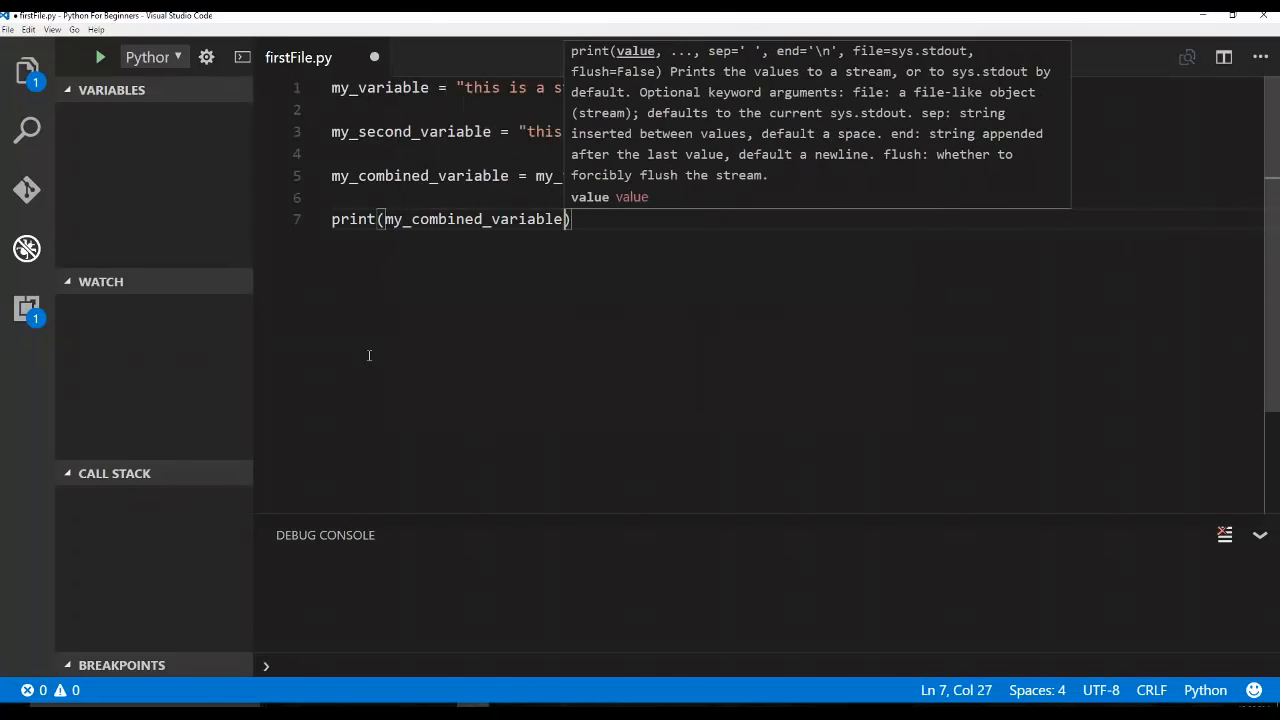 firstFile.py - Python For Beginners - Visual Studio Code
File Edit View Go Help
Python
firstFile.py
print(value, ..., sep=' ', end='\n', file=sys.stdout,
flush=False) Prints the values to a stream, or to sys.stdout by
default. Optional keyword arguments: file: a file-like object
(stream); defaults to the current sys.stdout. sep: string
inserted between values, default a space. end: string appended
after the last value, default a newline. flush: whether to
forcibly flush the stream.
value value
1
VARIABLES
1 my_variable = "this is a s
2
3 my_second_variable = "this
4
5 my_combined_variable = my_
6
7 print(my_combined_variable)
WATCH
1
CALL STACK
DEBUG CONSOLE
BREAKPOINTS
0 0
Ln 7, Col 27 Spaces: 4 UTF-8 CRLF Python